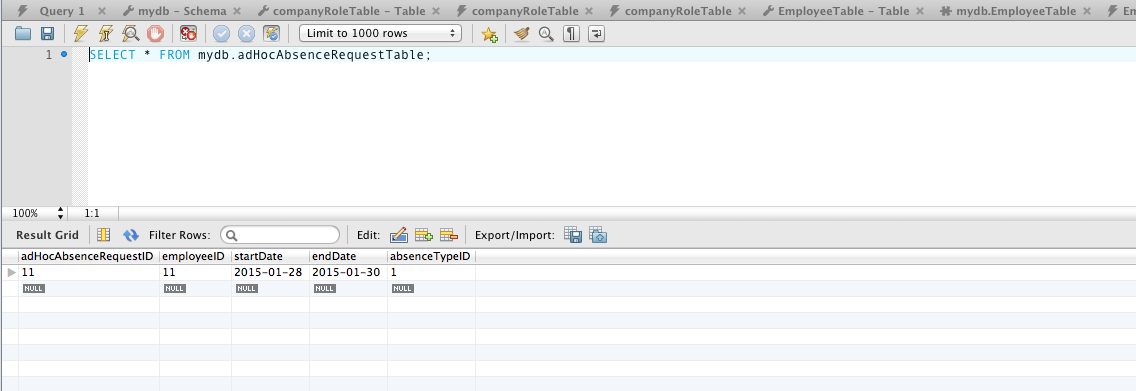 Query 1 mydb - Schema companyRoleTable - Table companyRoleTable companyRoleTable EmployeeTable - Table mydb.EmployeeTable Em
Limit to 1000 rows
1 SELECT * FROM mydb.adHocAbsenceRequestTable;
100% 1:1
Result Grid Filter Rows: Edit: Export/Import:
adHocAbsenceRequestID employeeID startDate endDate absenceTypeID
11 11 2015-01-28 2015-01-30 1
NULL NULL NULL NULL NULL